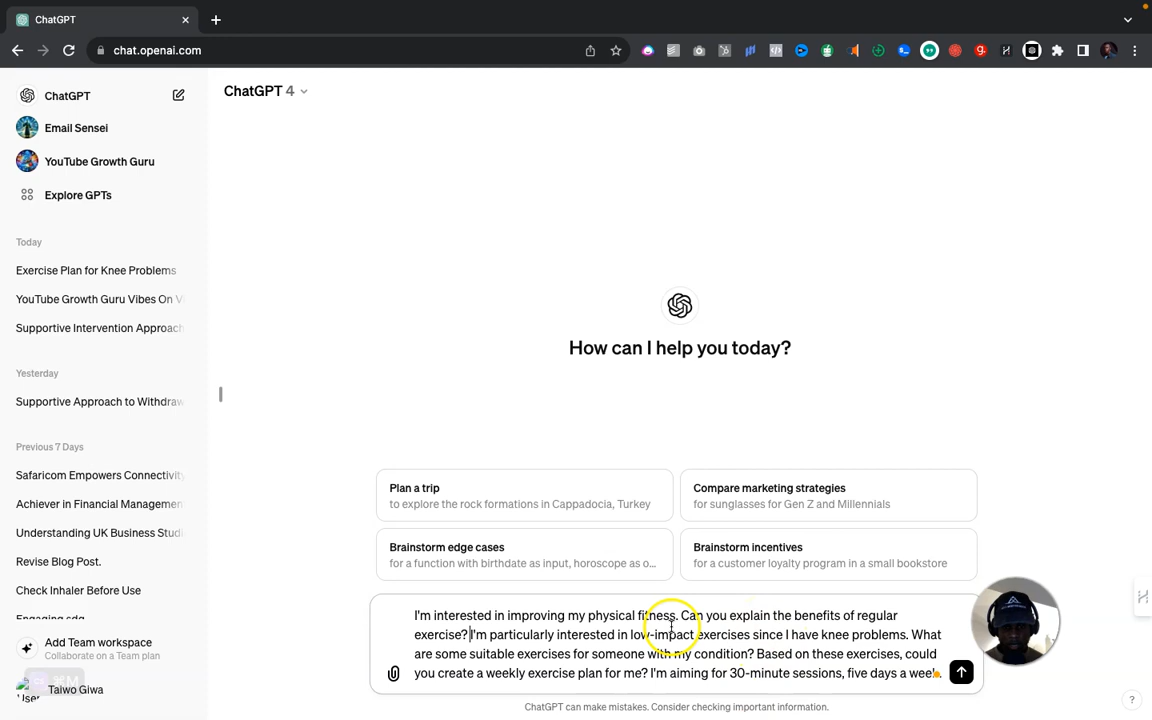 ChatGPT
chat.openai.com
ChatGPT
Email Sensei
YouTube Growth Guru
Explore GPTs
Today
Exercise Plan for Knee Problems
YouTube Growth Guru Vibes On V
Supportive Intervention Approach
Yesterday
Supportive Approach to Withdraw
Previous 7 Days
Safaricom Empowers Connectivity
Achiever in Financial Managemen
Understanding UK Business Studi
Revise Blog Post.
Check Inhaler Before Use
Engaging sdg
Add Team workspace
Collaborate on a Team plan
Taiwo Giwa
ChatGPT 4
How can I help you today?
Plan a trip
to explore the rock formations in Cappadocia, Turkey
Compare marketing strategies
for sunglasses for Gen Z and Millennials
Brainstorm edge cases
for a function with birthdate as input, horoscope as o...
Brainstorm incentives
for a customer loyalty program in a small bookstore
I'm interested in improving my physical fitness. Can you explain the benefits of regular
exercise? I'm particularly interested in low-impact exercises since I have knee problems. What
are some suitable exercises for someone with my condition? Based on these exercises, could
you create a weekly exercise plan for me? I'm aiming for 30-minute sessions, five days a week.
ChatGPT can make mistakes. Consider checking important information.
?